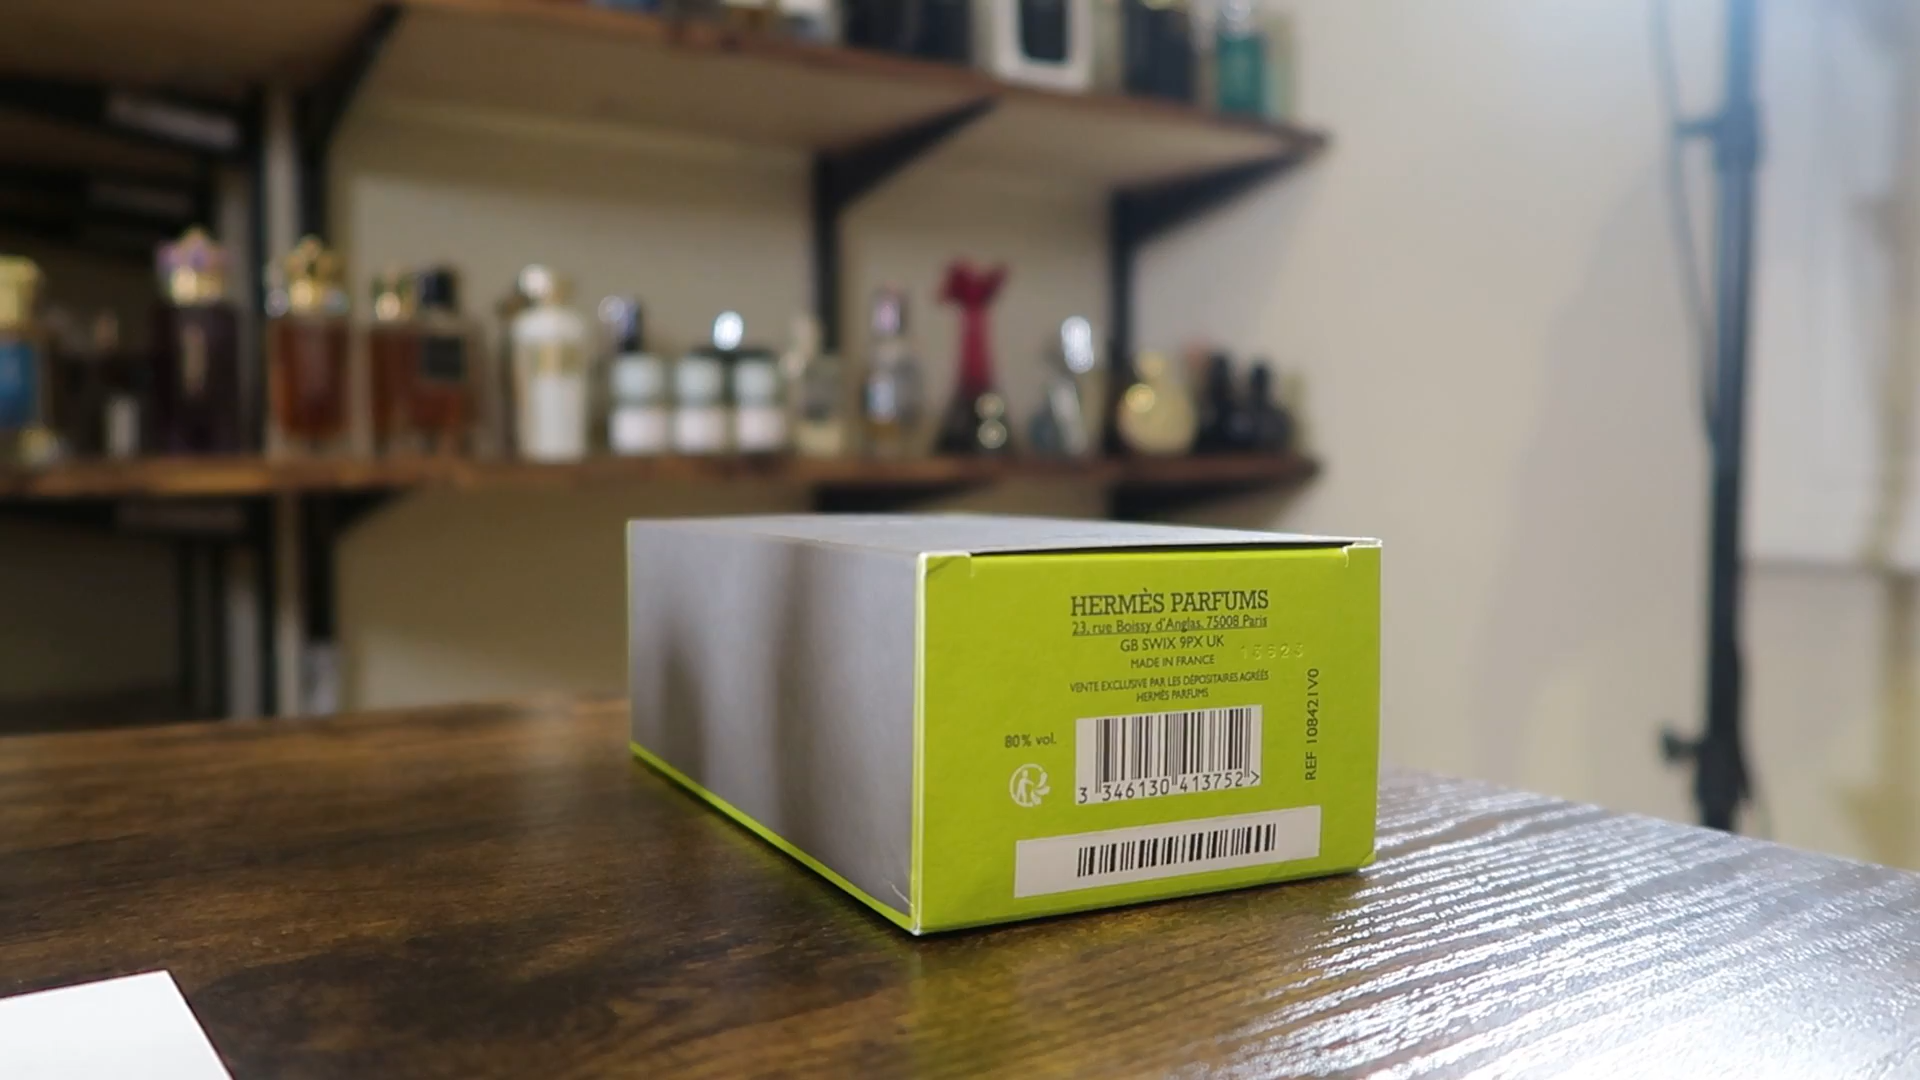 HERMÈS PARFUMS
23, rue Boissy d'Anglas, 75008 Paris
GB SWIX 9PX UK
MADE IN FRANCE
VENTE EXCLUSIVE PAR LES DÉPOSITAIRES AGRÉÉS
HERMÈS PARFUMS
80% vol.
3 346130 413752 >
REF 108421V0